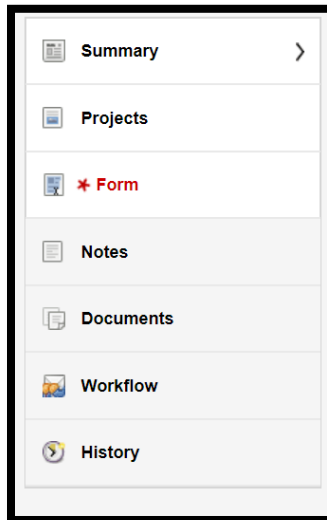 Summary
Projects
* Form
Notes
Documents
Workflow
History